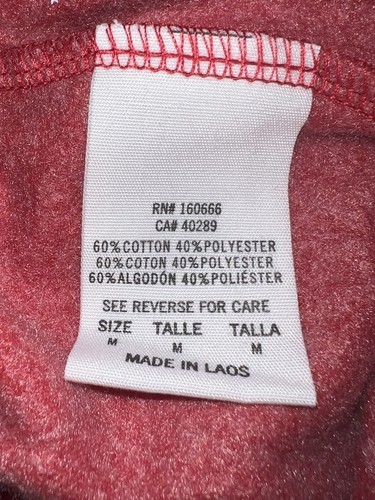 RN# 160666
CA# 40289
60%COTTON 40%POLYESTER
60%COTON 40%POLYESTER
60%ALGODÓN 40%POLIÉSTER
SEE REVERSE FOR CARE
SIZE TALLE TALLA
M M M
MADE IN LAOS